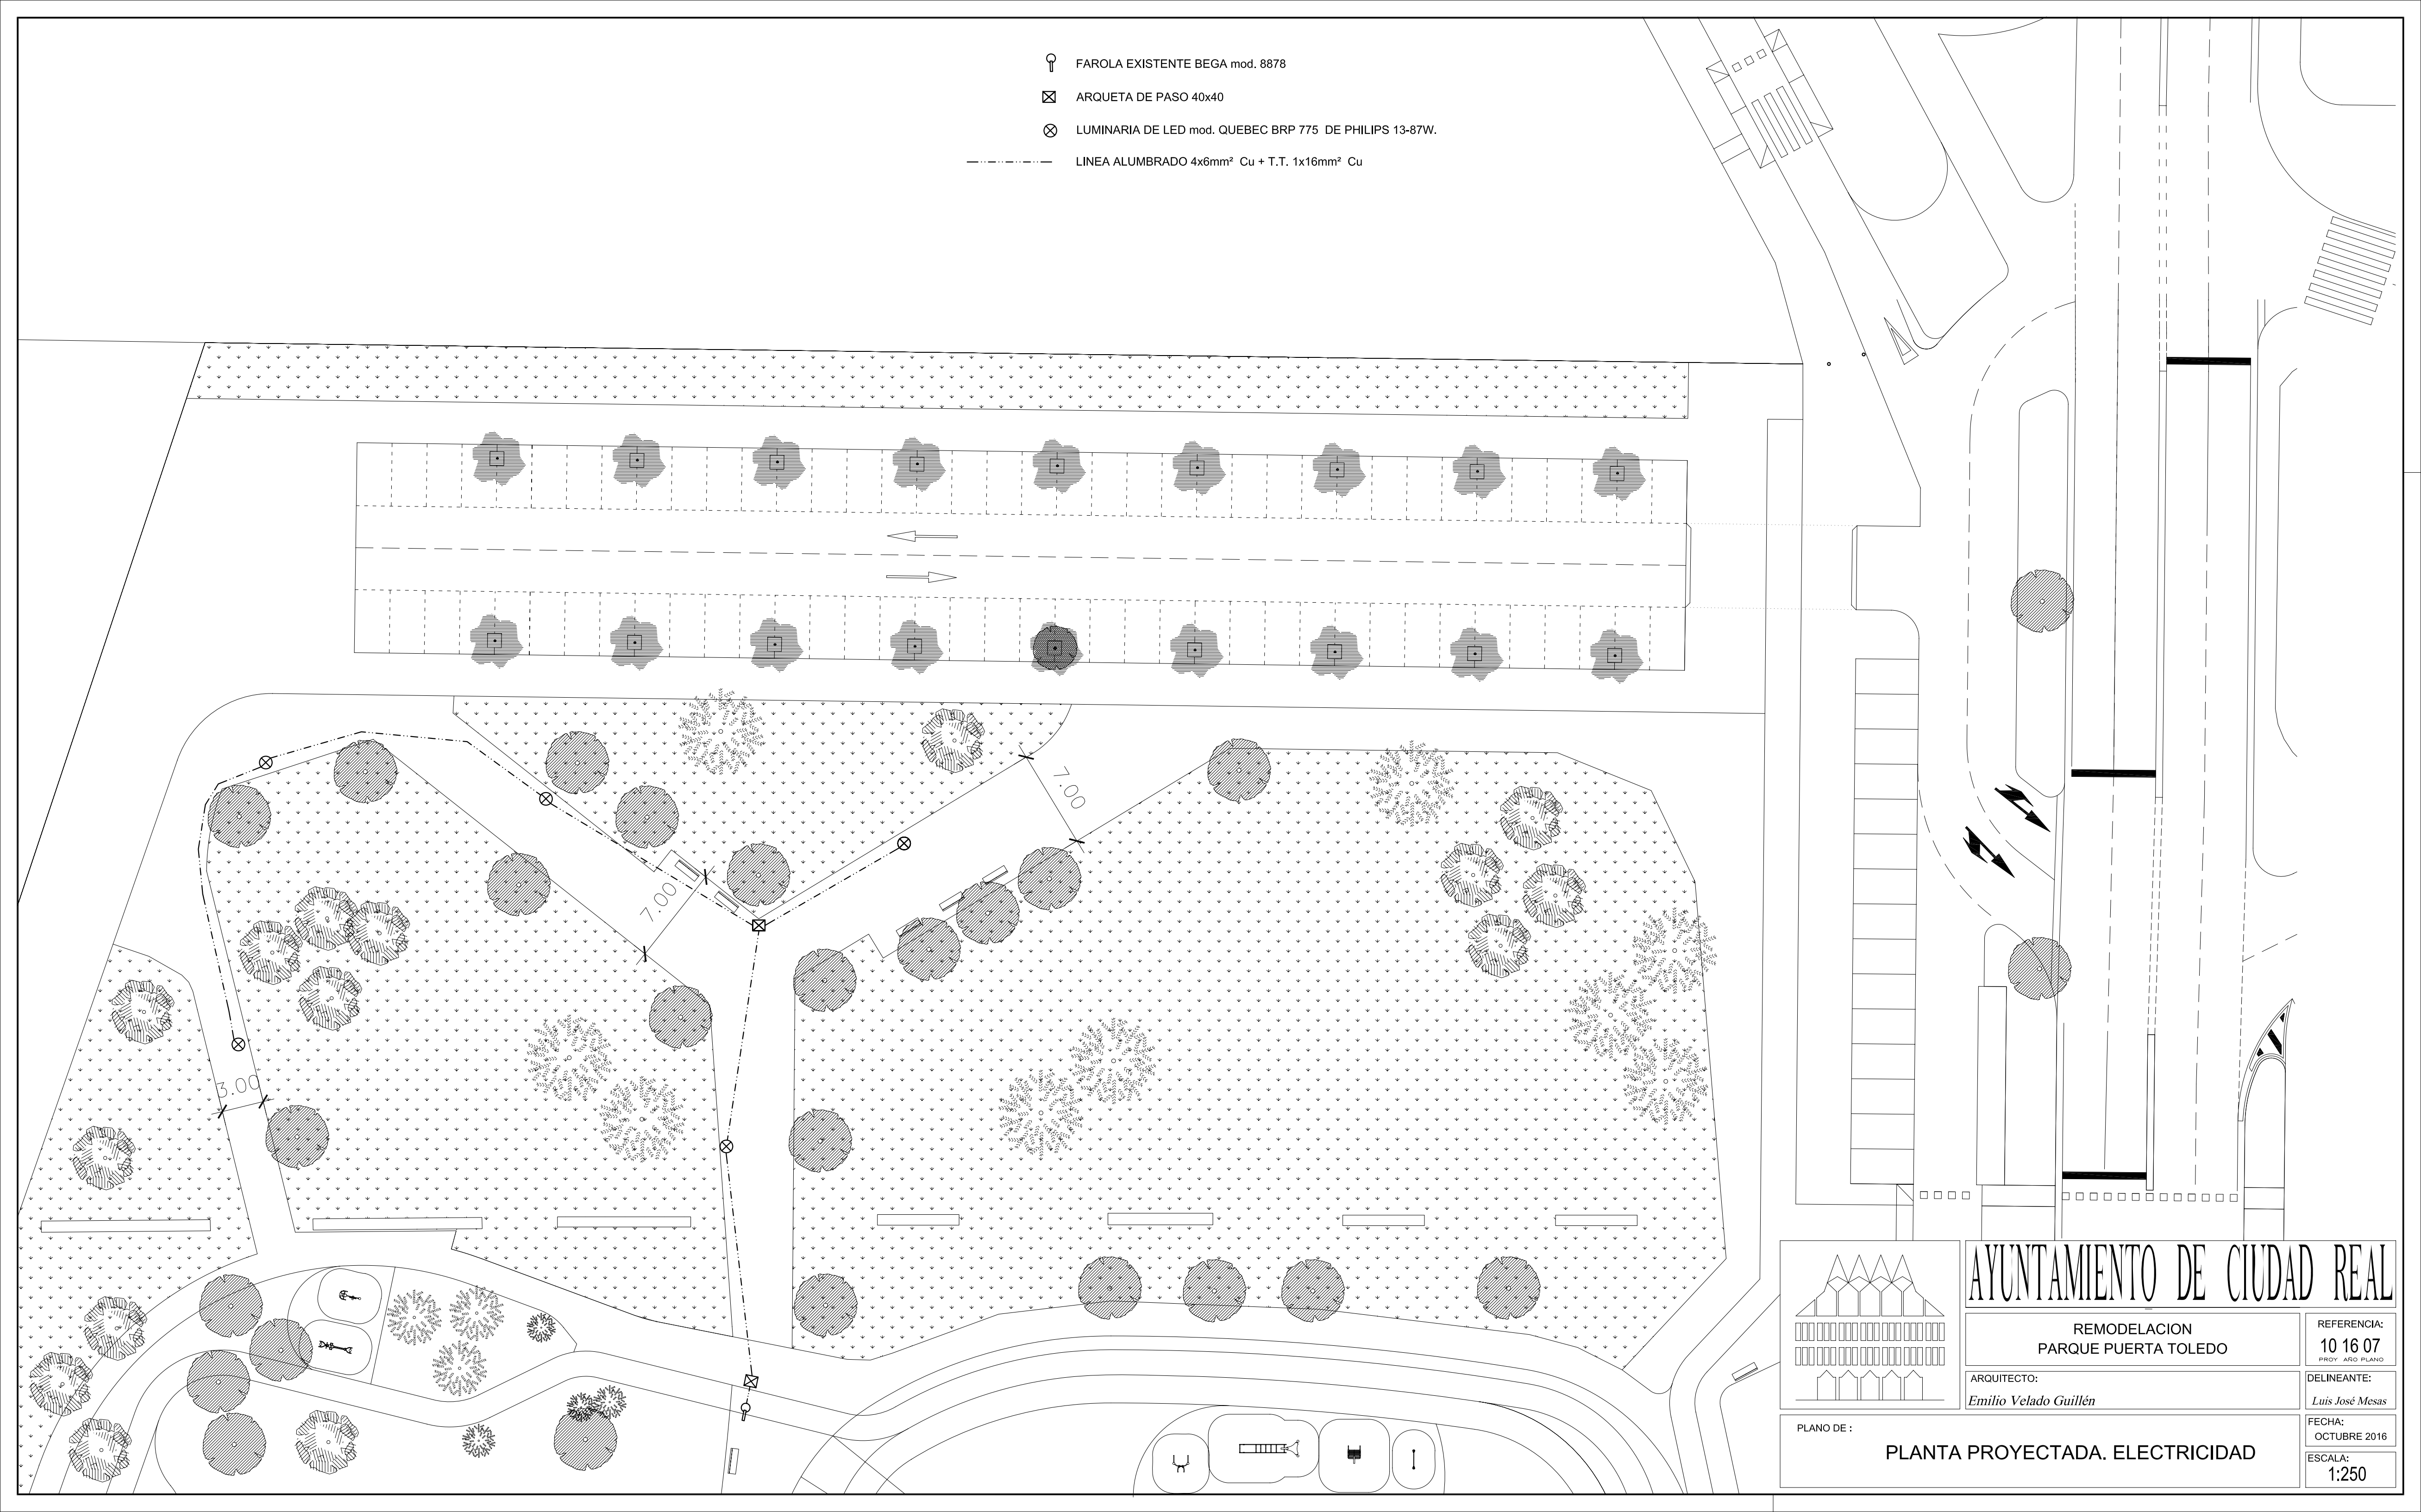 FAROLA EXISTENTE BEGA mod. 8878
ARQUETA DE PASO 40x40
LUMINARIA DE LED mod. QUEBEC BRP 775 DE PHILIPS 13-87W.
LINEA ALUMBRADO 4x6mm² Cu + T.T. 1x16mm² Cu
7.00
7.00
3.00
AYUNTAMIENTO DE CIUDAD REAL
REMODELACION
PARQUE PUERTA TOLEDO
REFERENCIA:
10 16 07
PROY AÑO PLANO
ARQUITECTO:
Emilio Velado Guillén
DELINEANTE:
Luis José Mesas
PLANO DE :
PLANTA PROYECTADA. ELECTRICIDAD
FECHA:
OCTUBRE 2016
ESCALA:
1:250